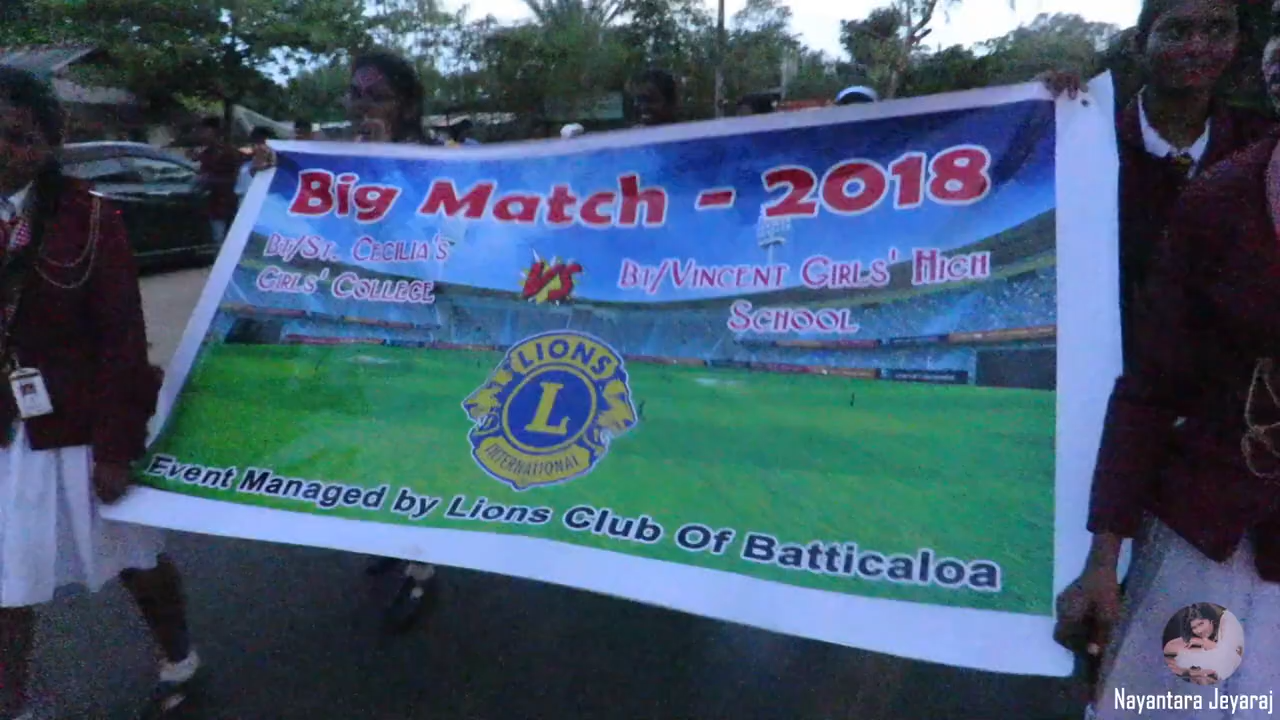 Big Match - 2018
Bt/St. Cecilia's
Girls' College
VS
Bt/Vincent Girls' High
School
LIONS
L
INTERNATIONAL
Event Managed by Lions Club Of Batticaloa
Nayantara Jeyaraj